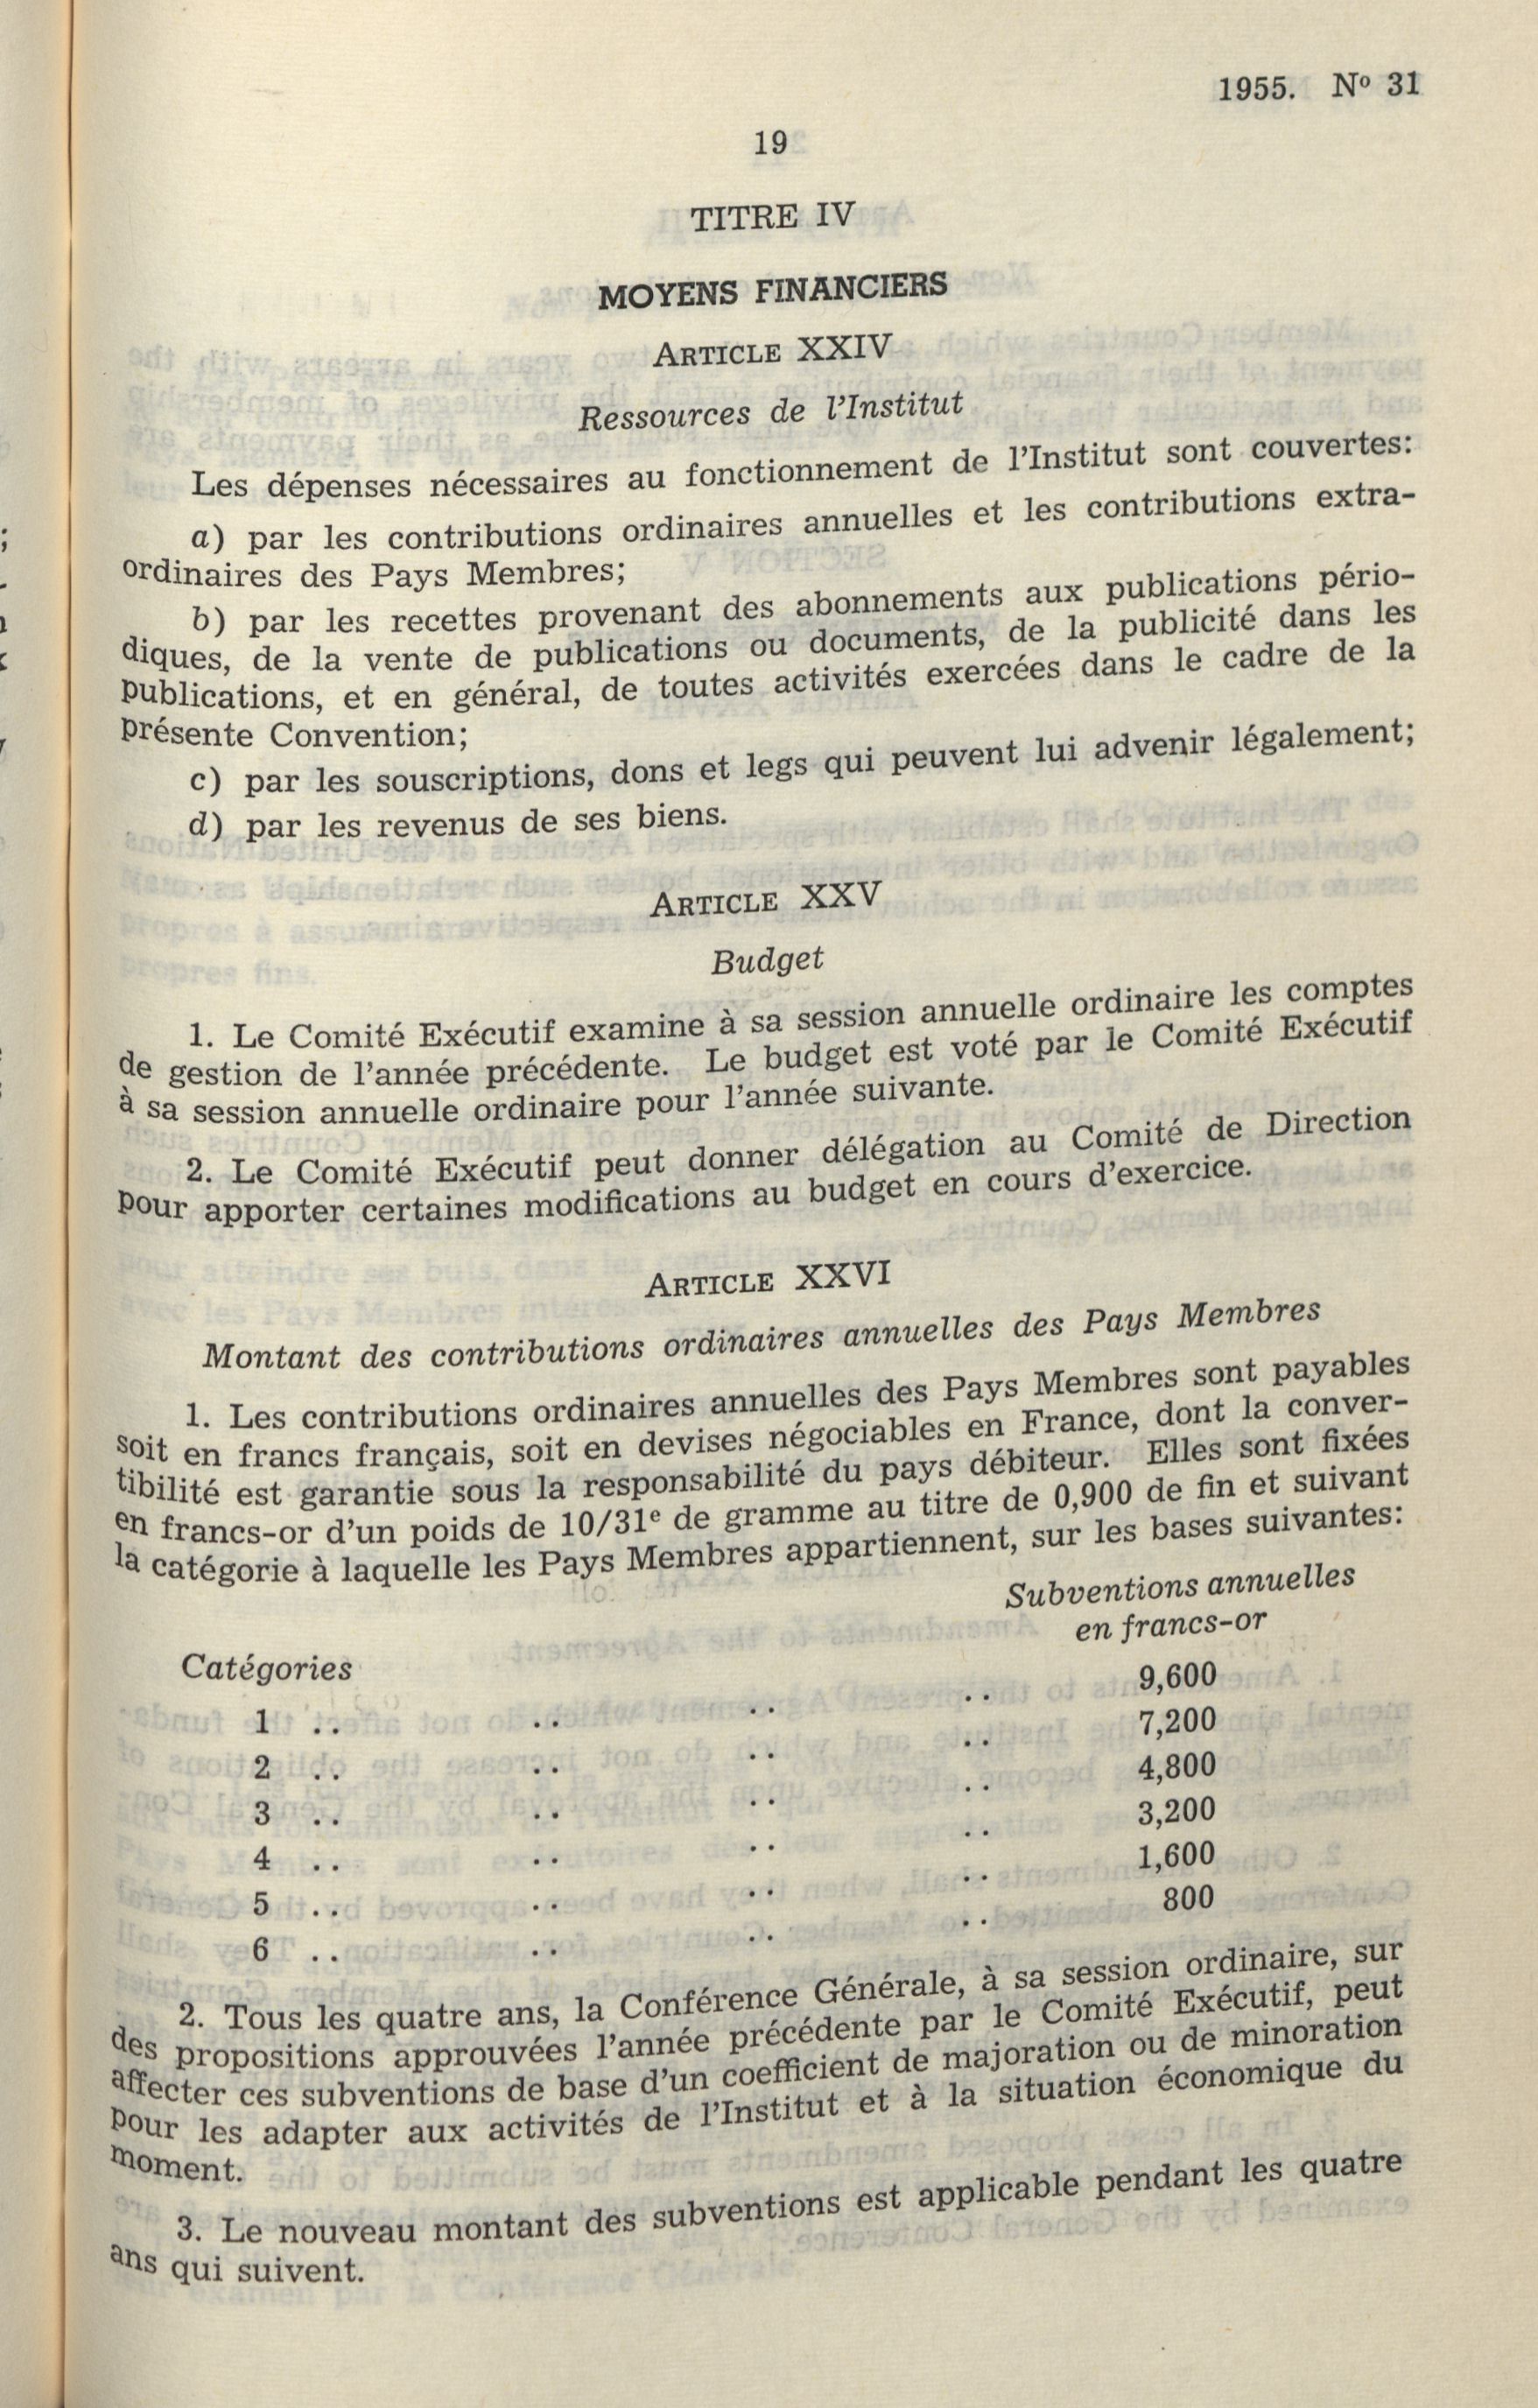 1955. Nº 31
19
TITRE IV
MOYENS FINANCIERS
ARTICLE XXIV
Ressources de l'Institut
Les dépenses nécessaires au fonctionnement de l'Institut sont couvertes:
a) par les contributions ordinaires annuelles et les contributions extra-
ordinaires des Pays Membres;
b) par les recettes provenant des abonnements aux publications pério-
diques, de la vente de publications ou documents, de la publicité dans les
publications, et en général, de toutes activités exercées dans le cadre de la
présente Convention;
c) par les souscriptions, dons et legs qui peuvent lui advenir légalement;
d) par les revenus de ses biens.
ARTICLE XXV
Budget
1. Le Comité Exécutif examine à sa session annuelle ordinaire les comptes
de gestion de l'année précédente. Le budget est voté par le Comité Exécutif
à sa session annuelle ordinaire pour l'année suivante.
2. Le Comité Exécutif peut donner délégation au Comité de Direction
pour apporter certaines modifications au budget en cours d'exercice.
ARTICLE XXVI
Montant des contributions ordinaires annuelles des Pays Membres
1. Les contributions ordinaires annuelles des Pays Membres sont payables
soit en francs français, soit en devises négociables en France, dont la conver-
tibilité est garantie sous la responsabilité du pays débiteur. Elles sont fixées
en francs-or d'un poids de 10/31e de gramme au titre de 0,900 de fin et suivant
la catégorie à laquelle les Pays Membres appartiennent, sur les bases suivantes:
Subventions annuelles
en francs-or
Catégories
1 .. .. .. .. 9,600
2 .. .. .. .. 7,200
3 .. .. .. .. 4,800
4 .. .. .. .. 3,200
5 .. .. .. .. 1,600
6 .. .. .. .. 800
2. Tous les quatre ans, la Conférence Générale, à sa session ordinaire, sur
des propositions approuvées l'année précédente par le Comité Exécutif, peut
affecter ces subventions de base d'un coefficient de majoration ou de minoration
pour les adapter aux activités de l'Institut et à la situation économique du
moment.
3. Le nouveau montant des subventions est applicable pendant les quatre
ans qui suivent.